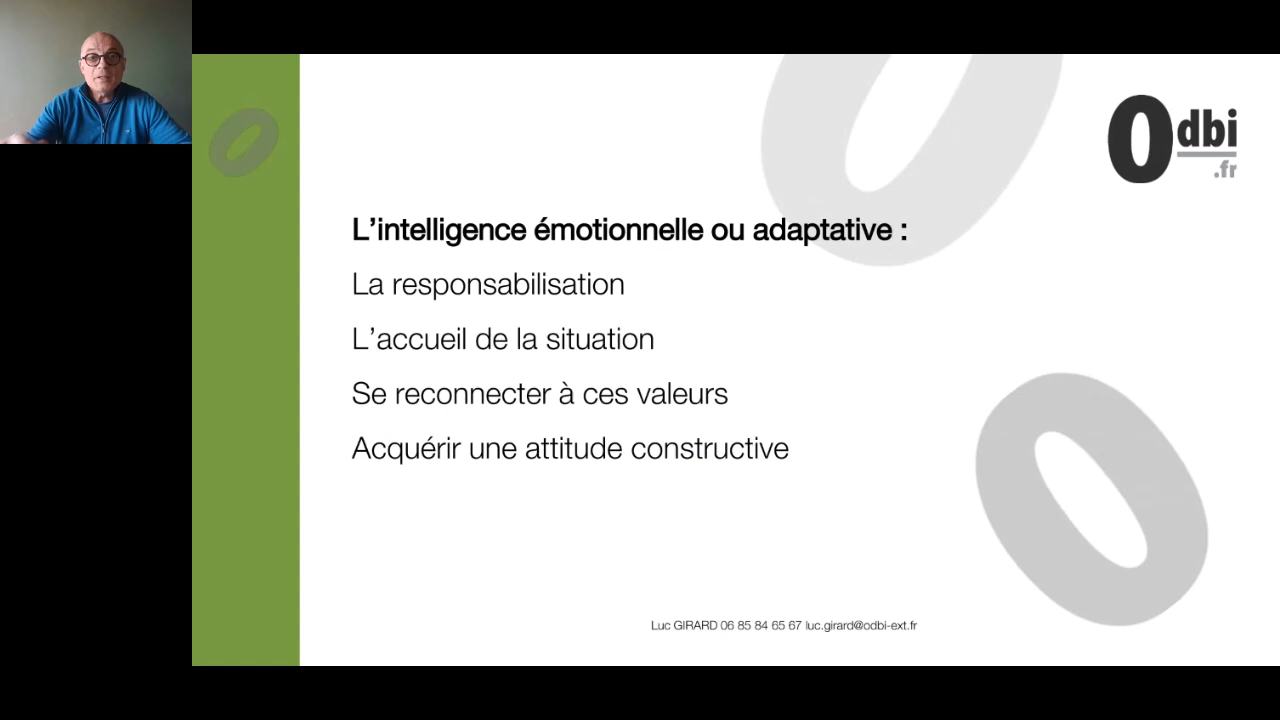 Odbi
.fr
L’intelligence émotionnelle ou adaptative :
La responsabilisation
L’accueil de la situation
Se reconnecter à ces valeurs
Acquérir une attitude constructive
Luc GIRARD 06 85 84 65 67 luc.girard@odbi-ext.fr